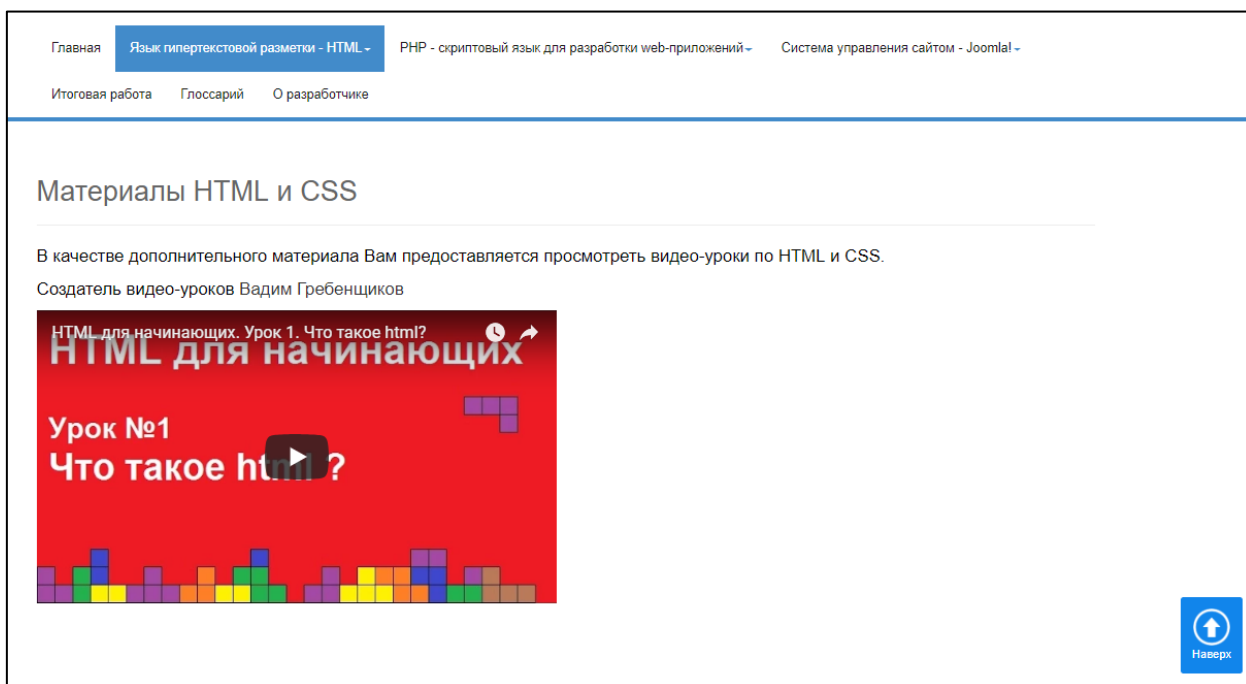 Главная Язык гипертекстовой разметки - HTML PHP - скриптовый язык для разработки web-приложений Система управления сайтом - Joomla!
Итоговая работа Глоссарий О разработчике
Материалы HTML и CSS
В качестве дополнительного материала Вам предоставляется просмотреть видео-уроки по HTML и CSS.
Создатель видео-уроков Вадим Гребенщиков
HTML для начинающих. Урок 1. Что такое html?
HTML для начинающих
Урок №1
Что такое html ?
Наверх